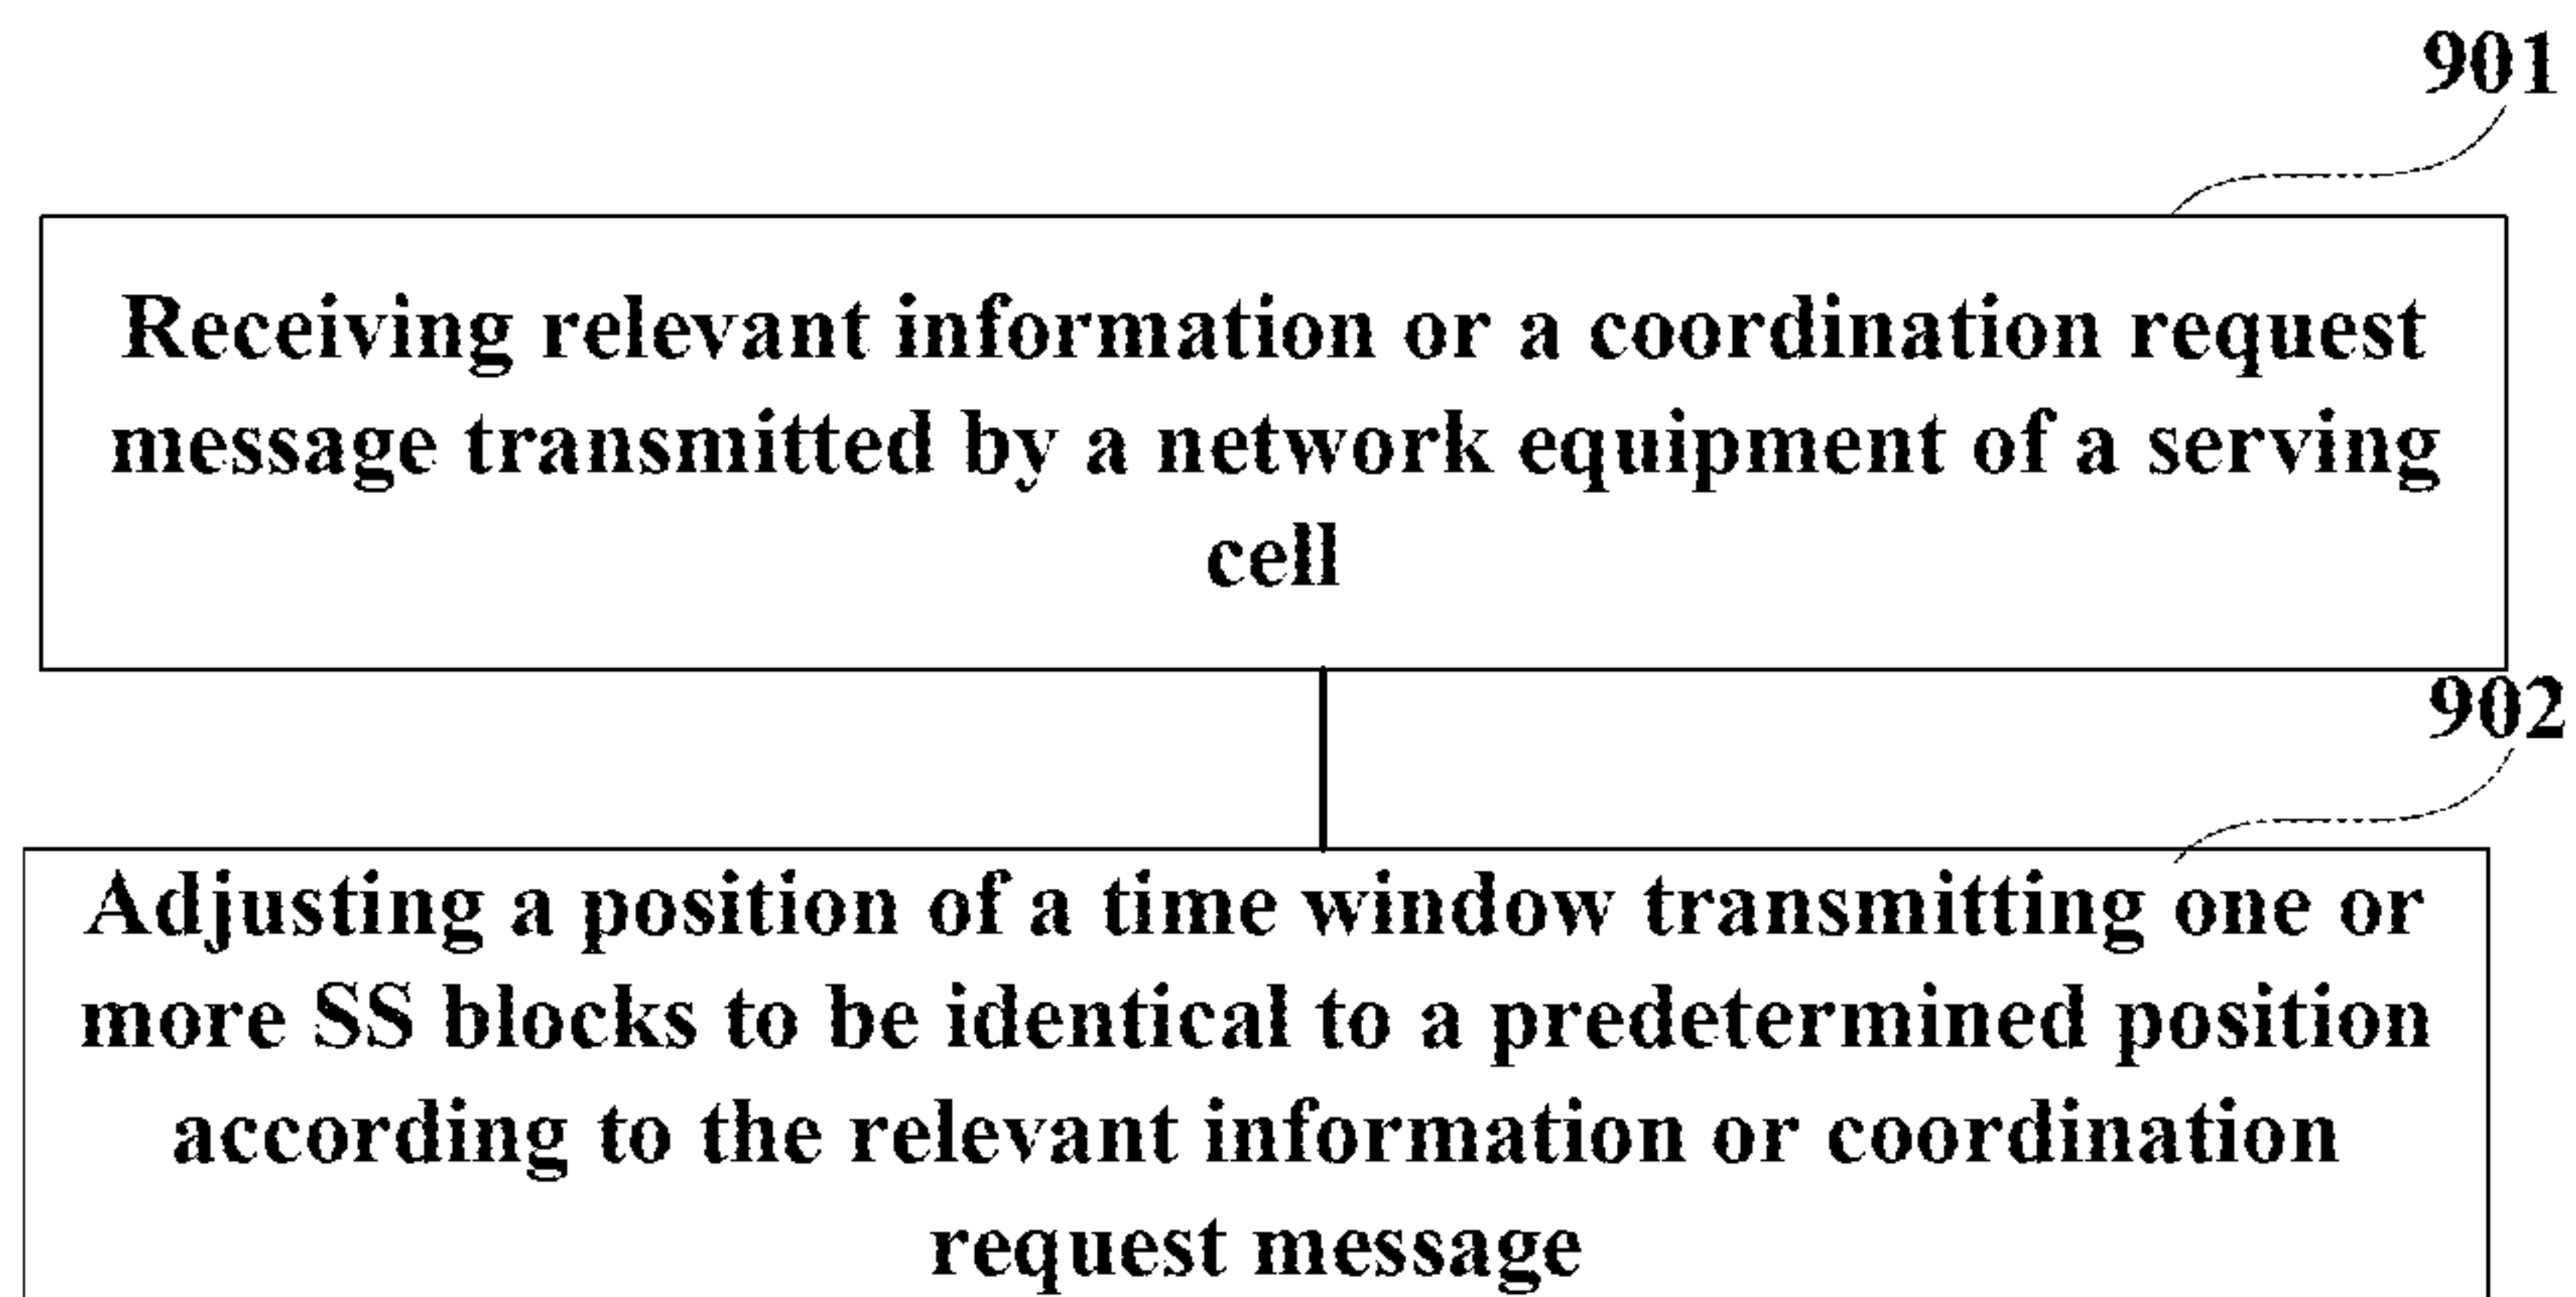 901
Receiving relevant information or a coordination request
message transmitted by a network equipment of a serving
cell
902
Adjusting a position of a time window transmitting one or
more SS blocks to be identical to a predetermined position
according to the relevant information or coordination
request message